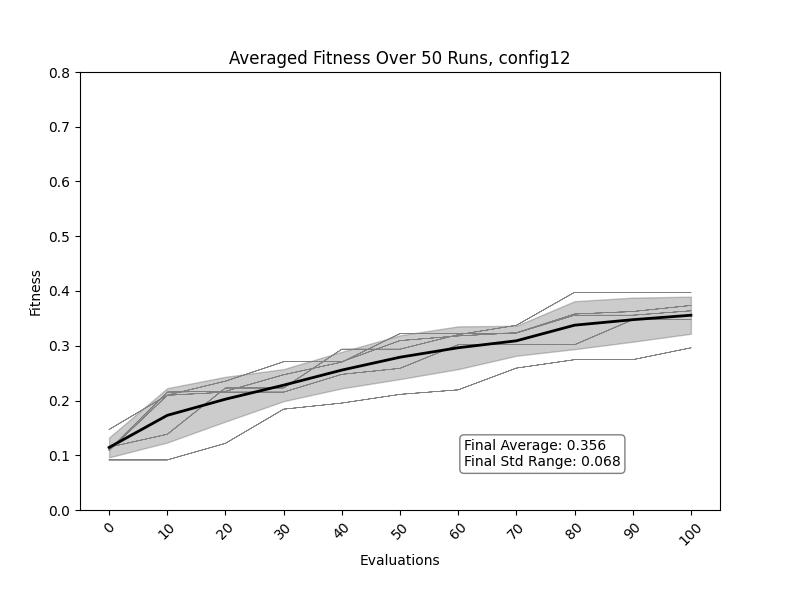 Averaged Fitness Over 50 Runs, config12
0.8
0.7
0.6
0.5
0.4
0.3
0.2
0.1
0.0
Fitness
Final Average: 0.356
Final Std Range: 0.068
0 10 20 30 40 50 60 70 80 90 100
Evaluations